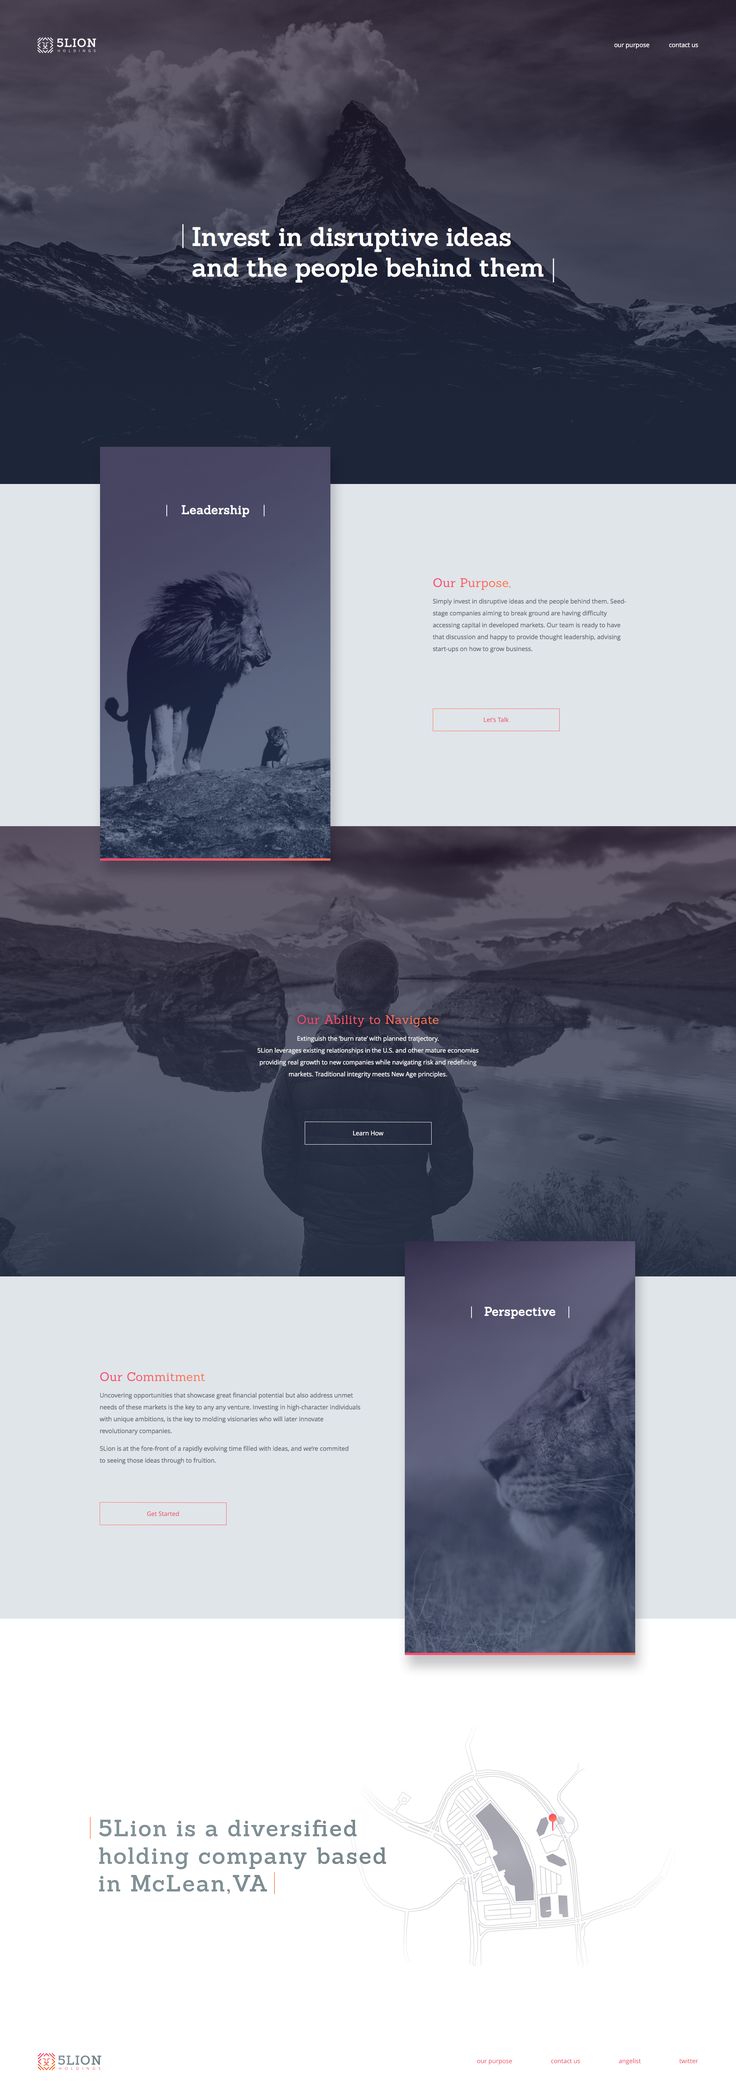 5LION
HOLDINGS
our purpose
contact us
Invest in disruptive ideas
and the people behind them
Leadership
Our Purpose.
Simply invest in disruptive ideas and the people behind them. Seed-
stage companies aiming to break ground are having difficulty
accessing capital in developed markets. Our team is ready to have
that discussion and happy to provide thought leadership, advising
start-ups on how to grow business.
Let's Talk
Our Ability to Navigate
Extinguish the 'burn rate' with planned tratjectory.
5Lion leverages existing relationships in the U.S. and other mature economies
providing real growth to new companies while navigating risk and redefining
markets. Traditional integrity meets New Age principles.
Learn How
Perspective
Our Commitment
Uncovering opportunities that showcase great financial potential but also address unmet
needs of these markets is the key to any any venture. Investing in high-character individuals
with unique ambitions, is the key to molding visionaries who will later innovate
revolutionary companies.
5Lion is at the fore-front of a rapidly evolving time filled with ideas, and we're commited
to seeing those ideas through to fruition.
Get Started
5Lion is a diversified
holding company based
in McLean,VA
5LION
HOLDINGS
our purpose
contact us
angelist
twitter